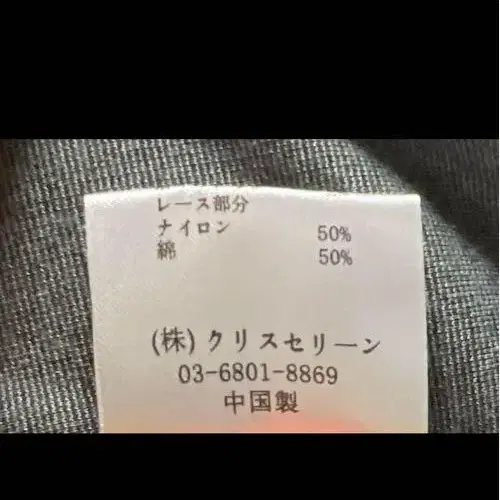 レース部分
ナイロン 50%
綿 50%
(株)クリスセリーン
03-6801-8869
中国製